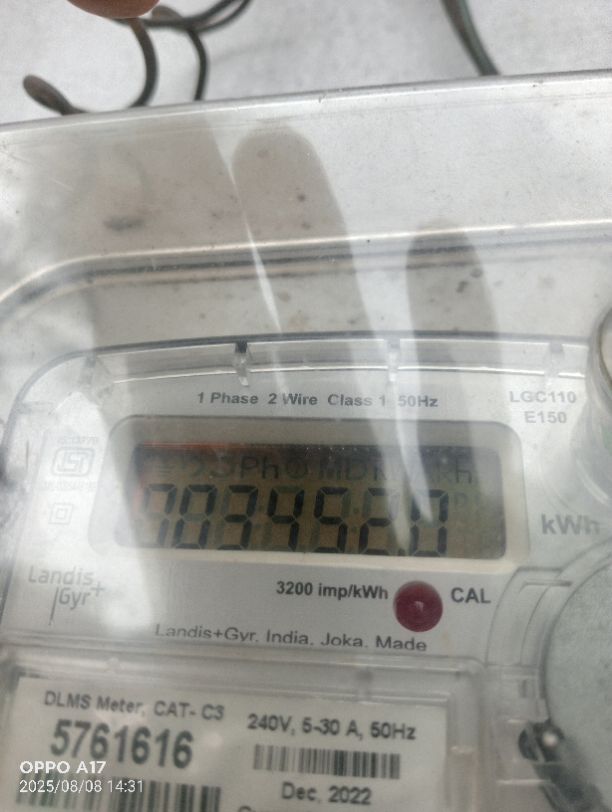 1 Phase 2 Wire Class 1 50Hz
LGC110
E150
003452.0
kWh
Landis+
Gyr
3200 imp/kWh
CAL
Landis+Gyr, India, Joka, Made
DLMS Meter, CAT- C3
5761616
240V, 5-30 A, 50Hz
Dec, 2022
OPPO A17
2025/08/08 14:31